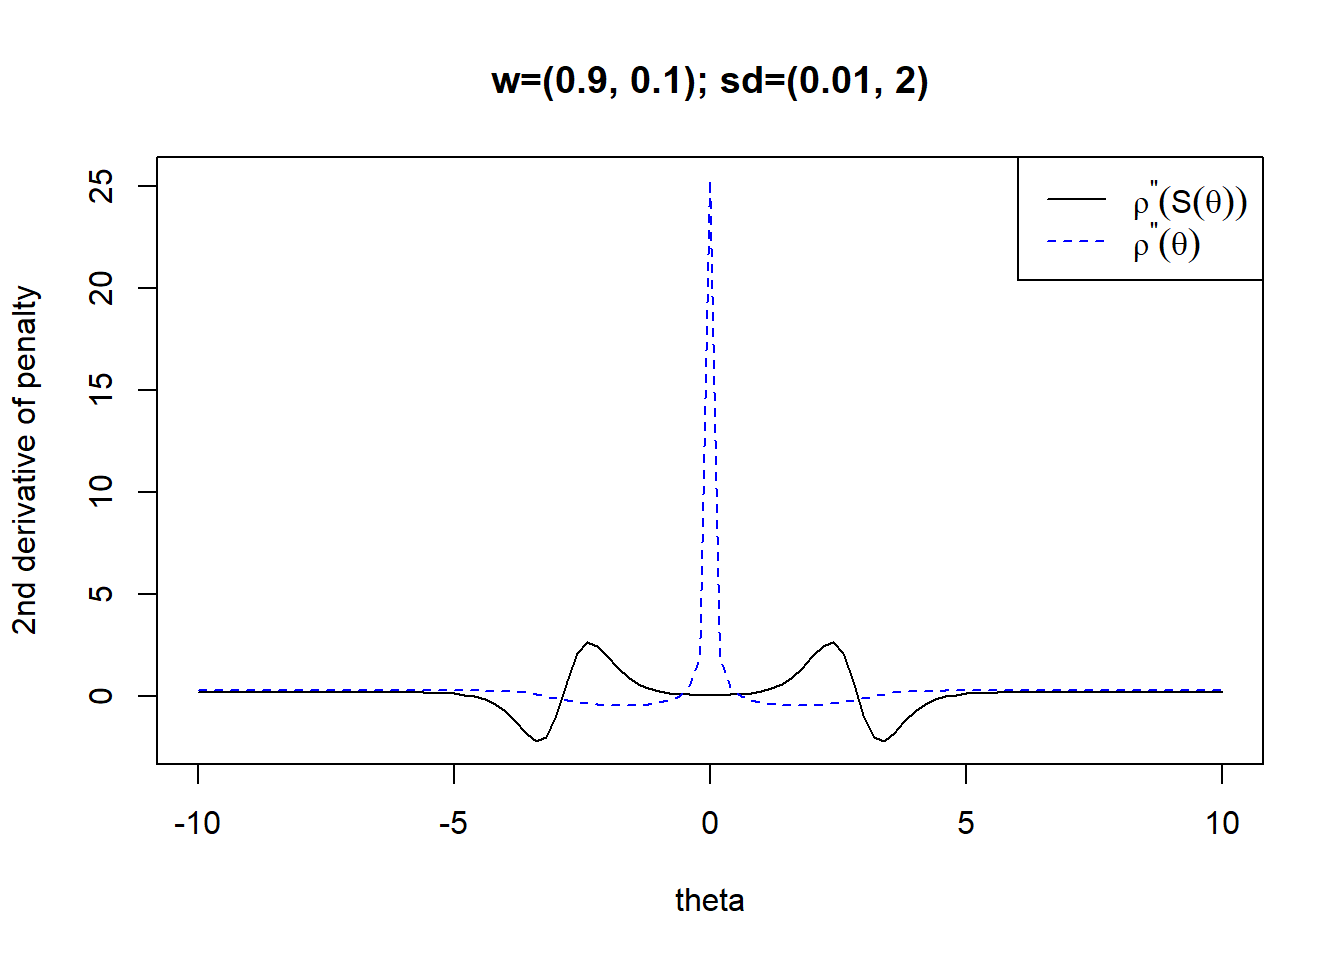 w=(0.9, 0.1); sd=(0.01, 2)
2nd derivative of penalty
25
20
15
10
5
0
ρ"(S(θ))
ρ"(θ)
-10
-5
0
5
10
theta